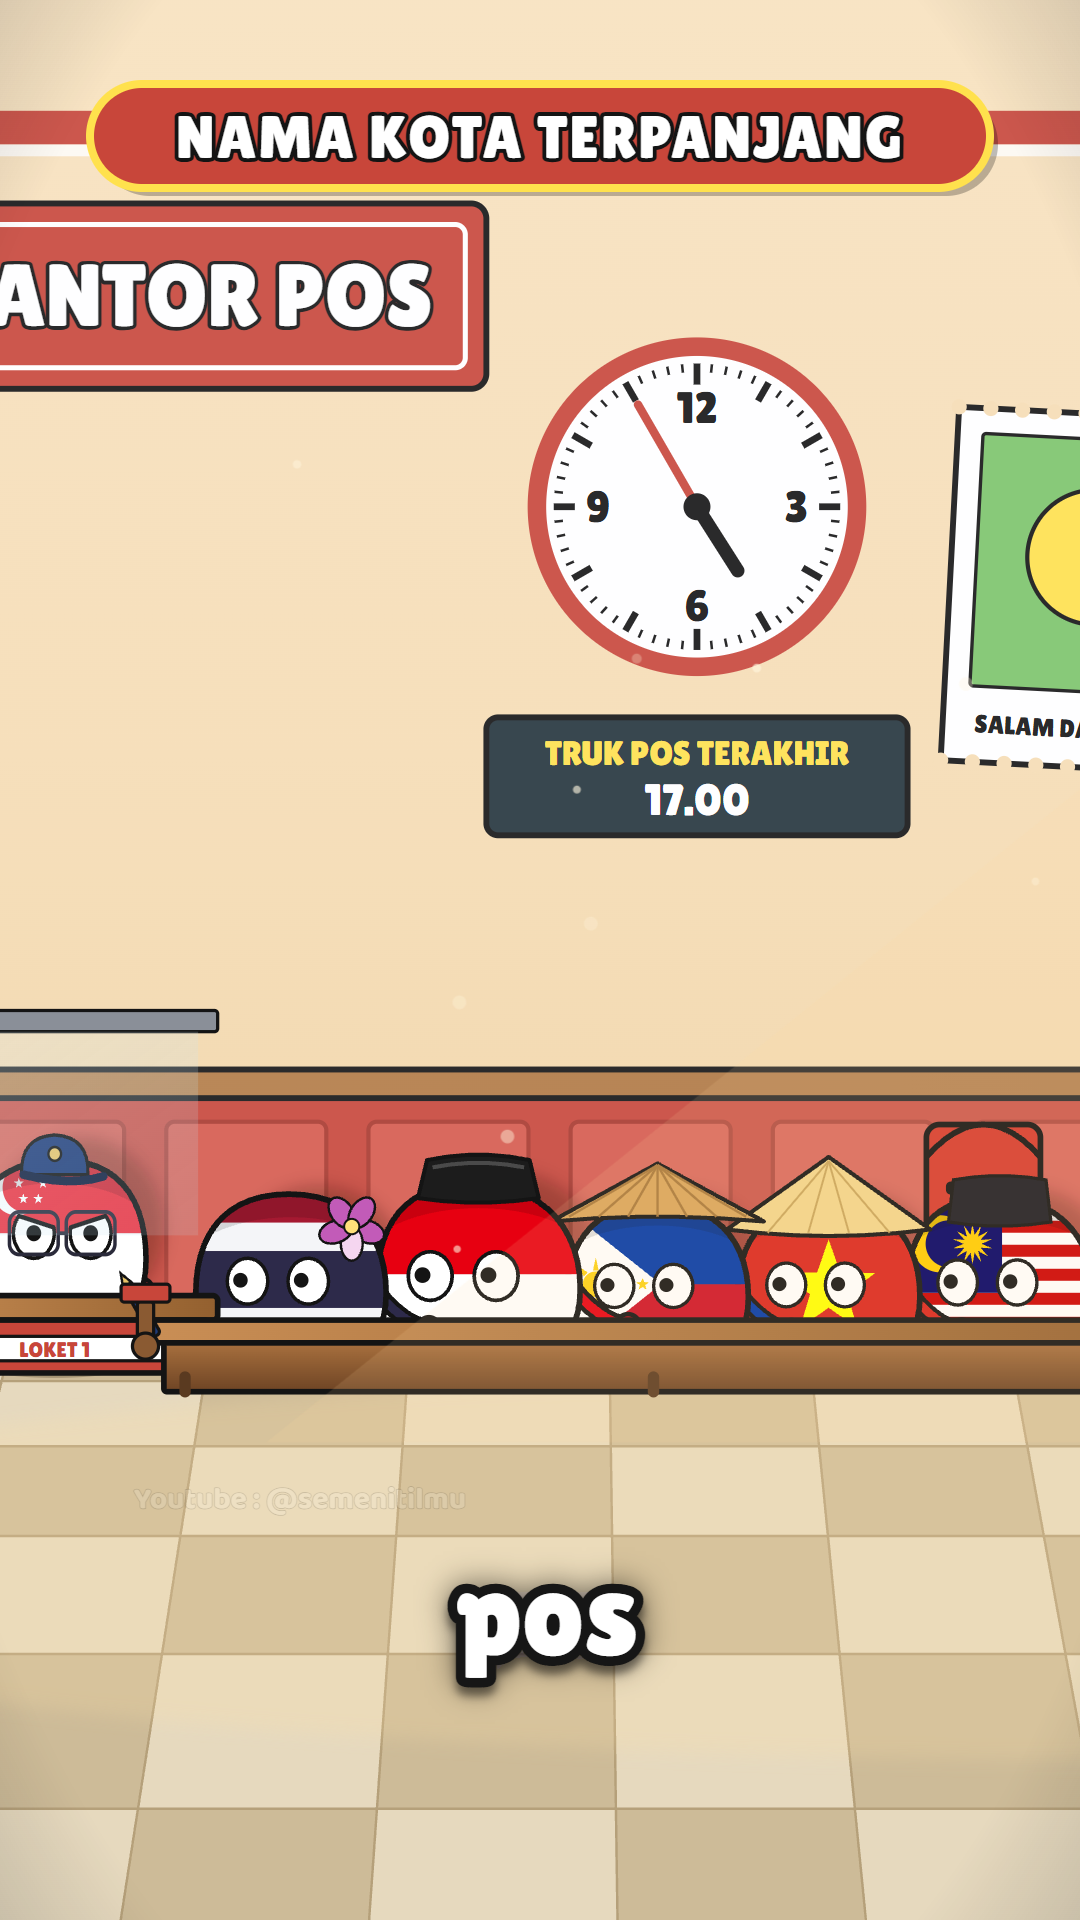 NAMA KOTA TERPANJANG
ANTOR POS
12
9
3
6
SALAM DA
TRUK POS TERAKHIR
17.00
LOKET 1
Youtube : @semenitilmu
pos